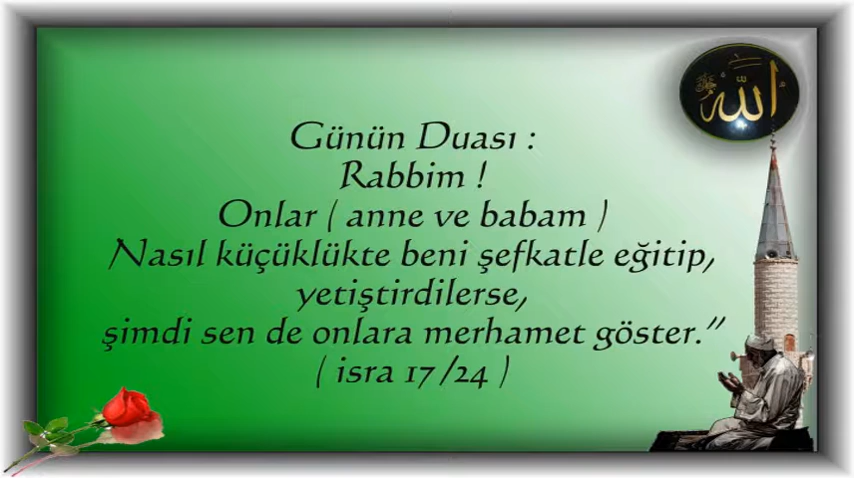 الله
Günün Duası :
Rabbim !
Onlar ( anne ve babam )
Nasıl küçüklükte beni şefkatle eğitip,
yetiştirdilerse,
şimdi sen de onlara merhamet göster.”
( isra 17/24 )